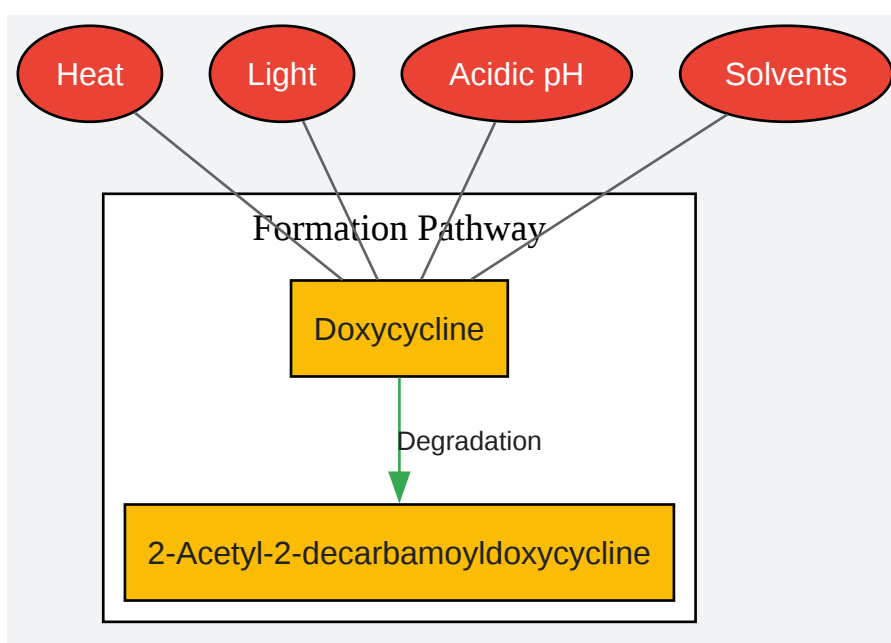 Heat
Light
Acidic pH
Solvents
Formation Pathway
Doxycycline
Degradation
2-Acetyl-2-decarbamoyldoxycycline